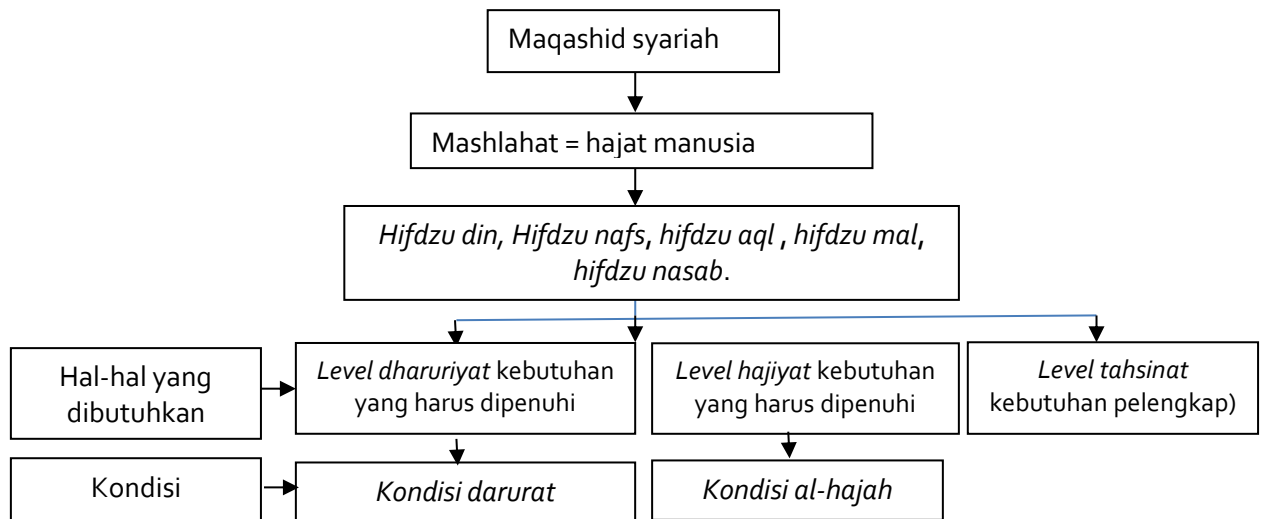 Maqashid syariah
Mashlahat = hajat manusia
Hifdzu din, Hifdzu nafs, hifdzu aql , hifdzu mal,
hifdzu nasab.
Hal-hal yang
dibutuhkan
Level dharuriyat kebutuhan
yang harus dipenuhi
Level hajiyat kebutuhan
yang harus dipenuhi
Level tahsinat
kebutuhan pelengkap)
Kondisi
Kondisi darurat
Kondisi al-hajah